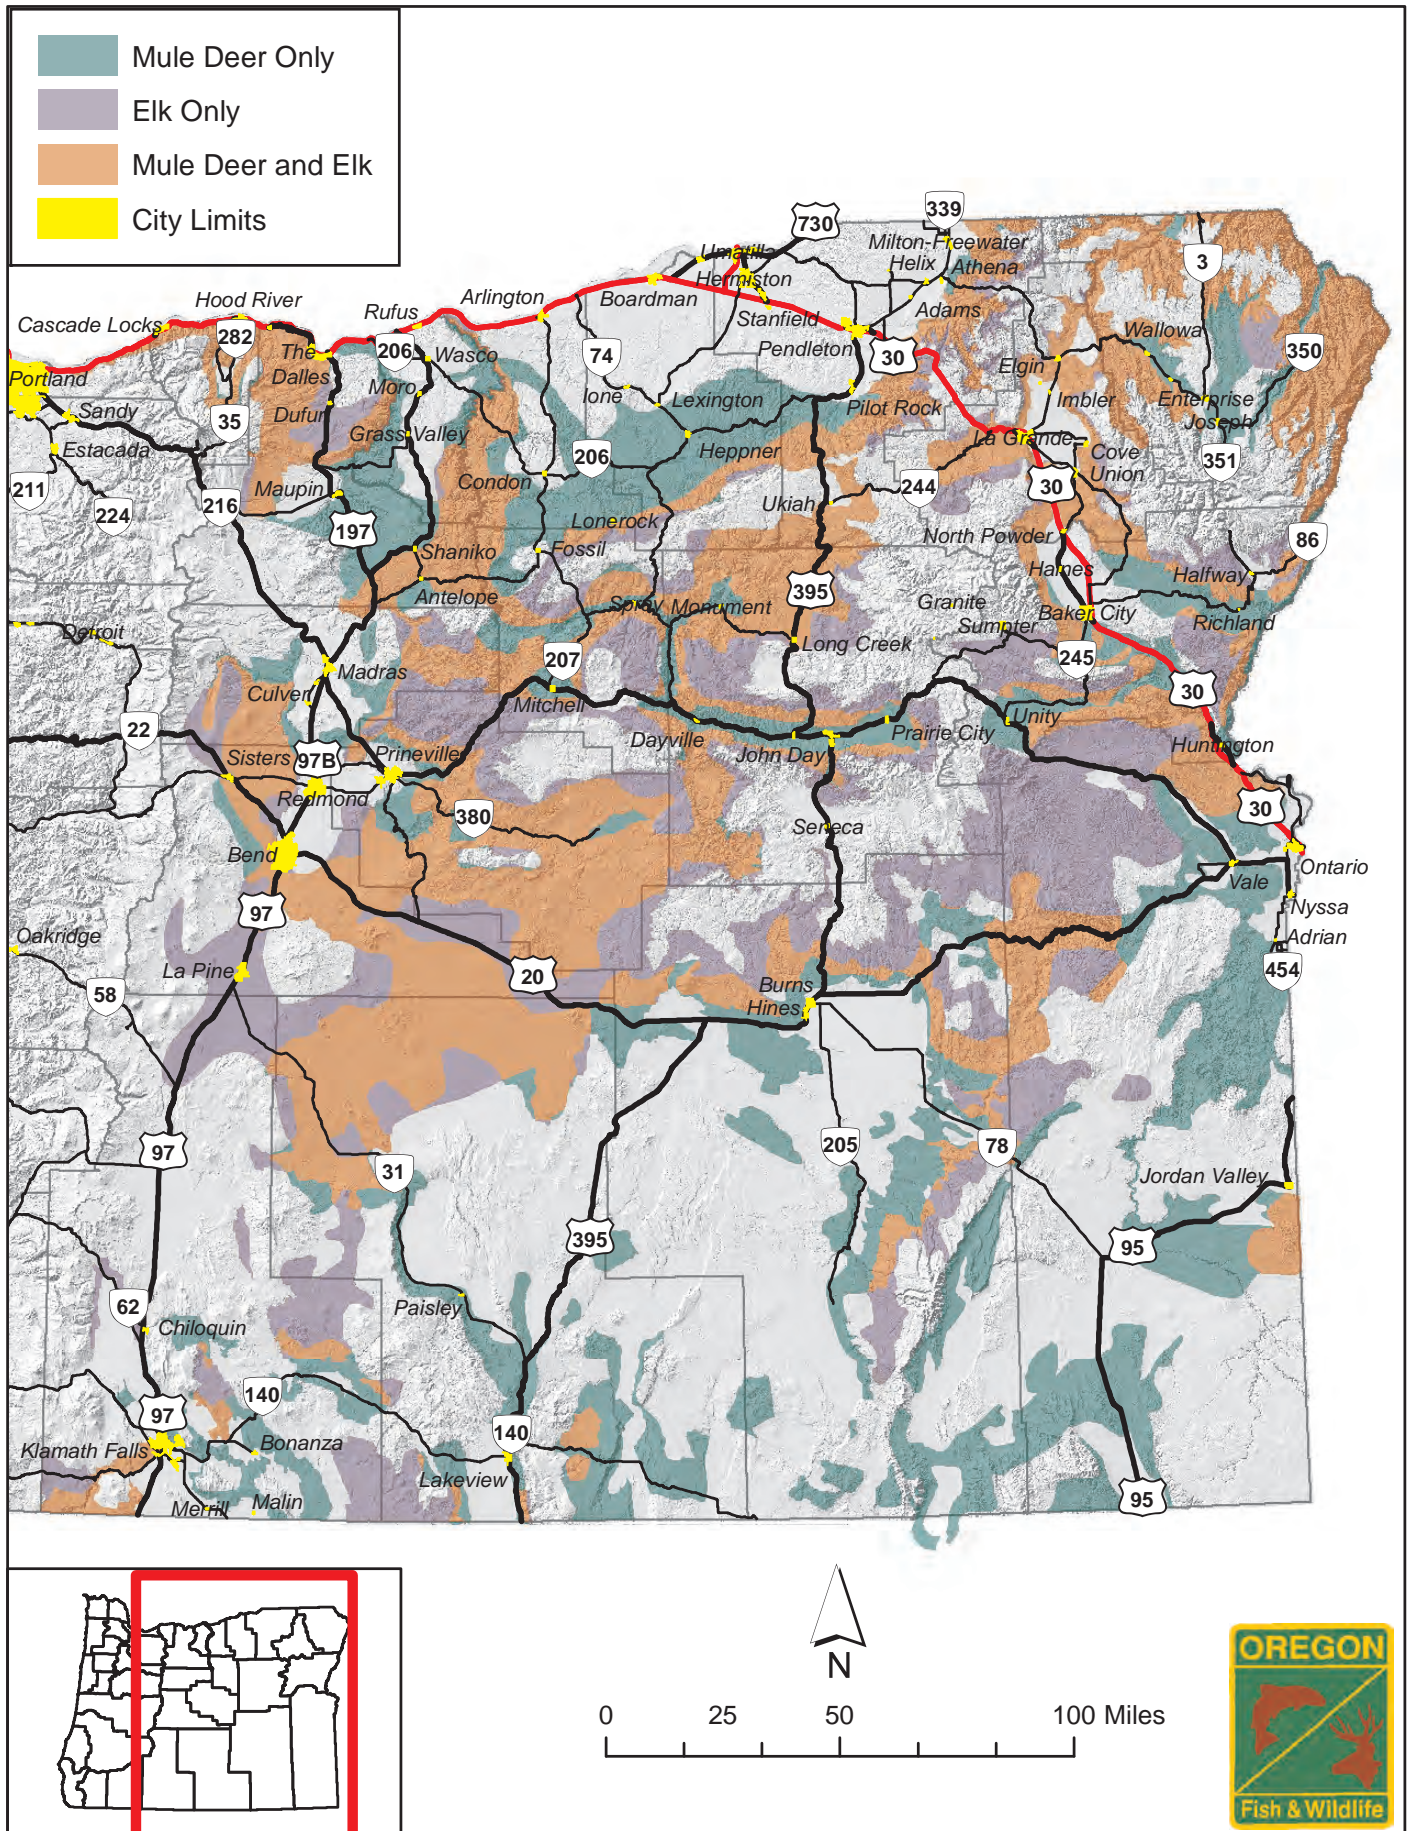 Mule Deer Only
Elk Only
Mule Deer and Elk
City Limits
730
339
Umatilla
Milton-Freewater
Helix
Athena
3
Hermiston
Hood River
Arlington
Boardman
Adams
Cascade Locks
Rufus
Stanfield
Wallowa
282
The
Dalles
206
Wasco
74
Pendleton
30
Elgin
350
Portland
Moro
Ione
Lexington
Pilot Rock
Imbler
Enterprise
Sandy
35
Dufur
Grass Valley
Joseph
Estacada
La Grande
Cove
Union
206
Heppner
351
211
Maupin
Condon
244
30
224
216
Ukiah
197
Lonerock
North Powder
86
Shaniko
Fossil
Haines
Halfway
Antelope
395
Spray
Monument
Granite
Baker City
Richland
Detroit
Sumpter
Long Creek
207
245
Madras
Culver
Mitchell
30
22
Dayville
John Day
Prairie City
Unity
Huntington
Sisters
97B
Prineville
Redmond
380
30
Seneca
Bend
Ontario
Vale
97
Nyssa
Oakridge
Adrian
La Pine
20
454
58
Burns
Hines
97
31
205
78
Jordan Valley
395
95
62
Paisley
Chiloquin
140
97
Klamath Falls
Bonanza
140
Lakeview
Merrill
Malin
95
N
0 25 50 100 Miles
OREGON
Fish & Wildlife